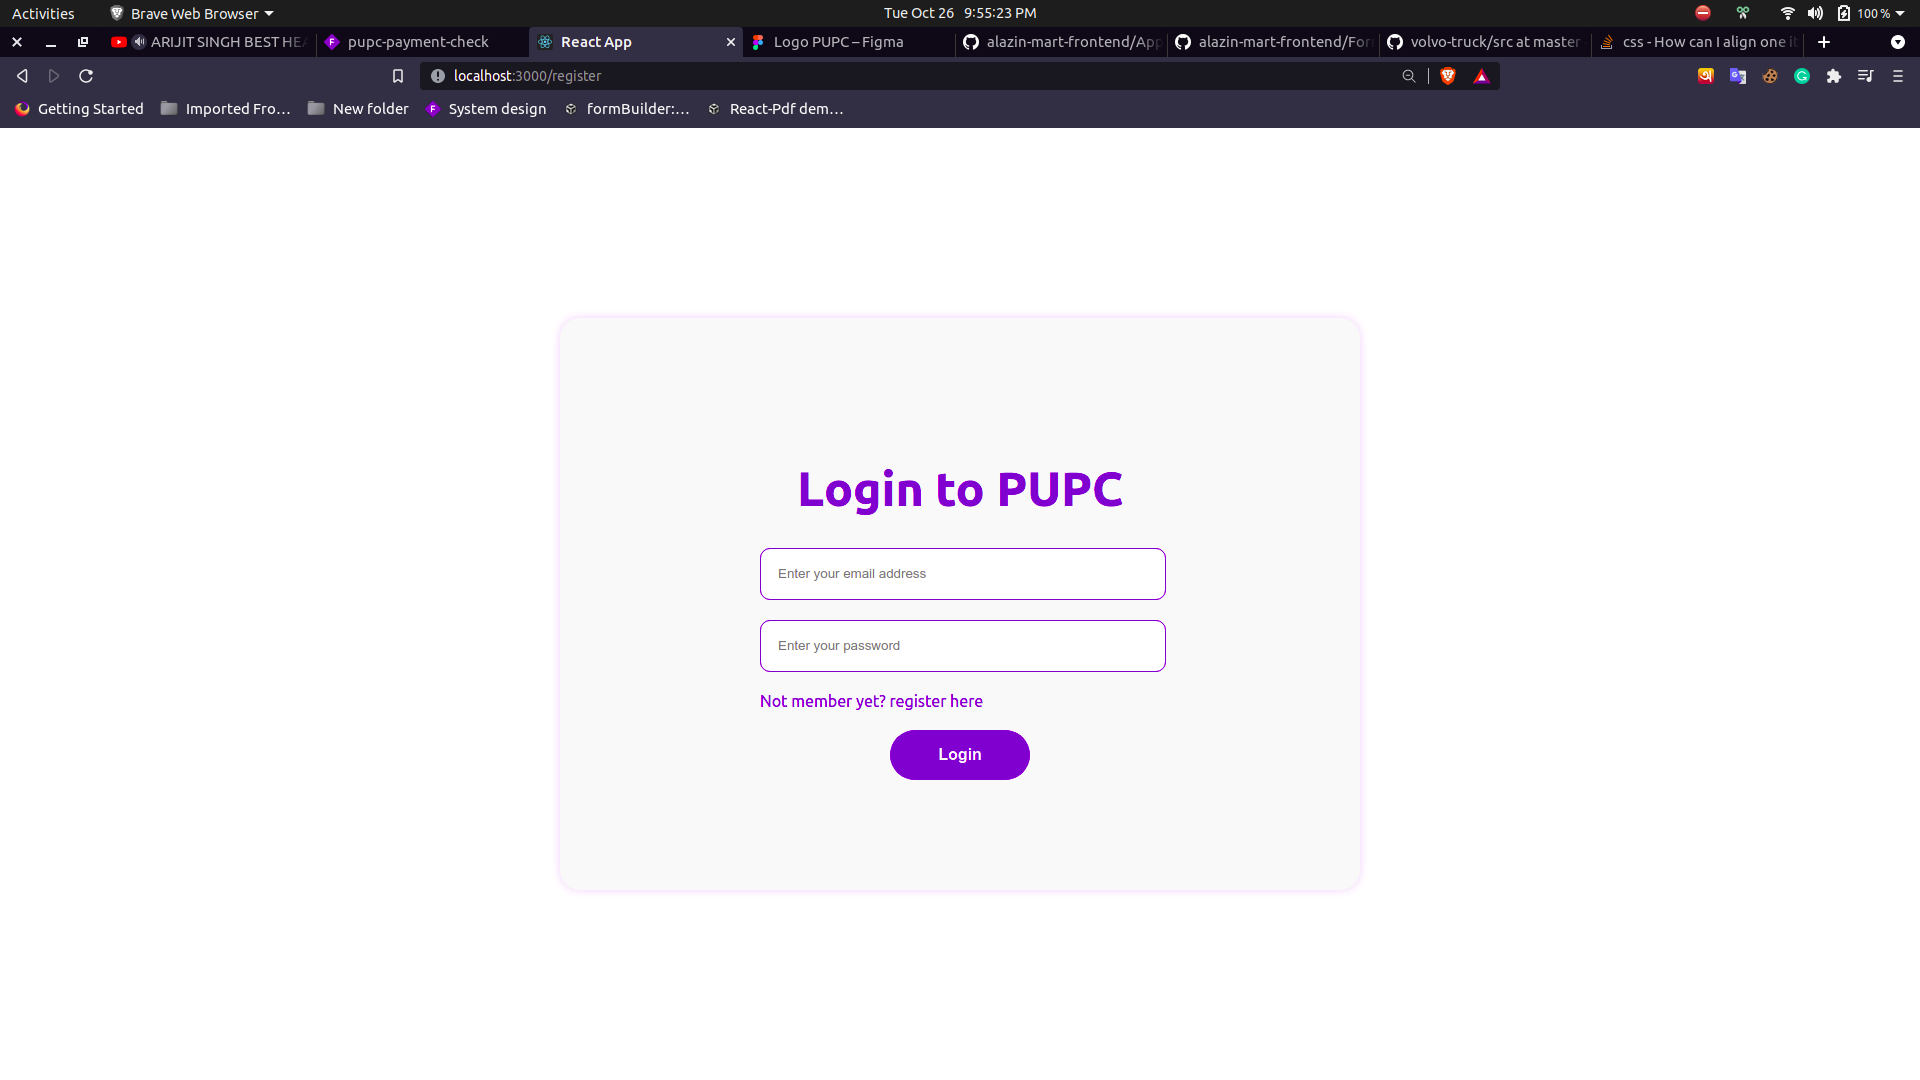 Activities
Brave Web Browser
Tue Oct 26 9:55:23 PM
100 %
ARIJIT SINGH BEST HEA
pupc-payment-check
React App
Logo PUPC – Figma
alazin-mart-frontend/App
alazin-mart-frontend/For
volvo-truck/src at master
css - How can I align one it
localhost:3000/register
Getting Started
Imported Fro...
New folder
System design
formBuilder:...
React-Pdf dem...
Login to PUPC
Enter your email address
Enter your password
Not member yet? register here
Login